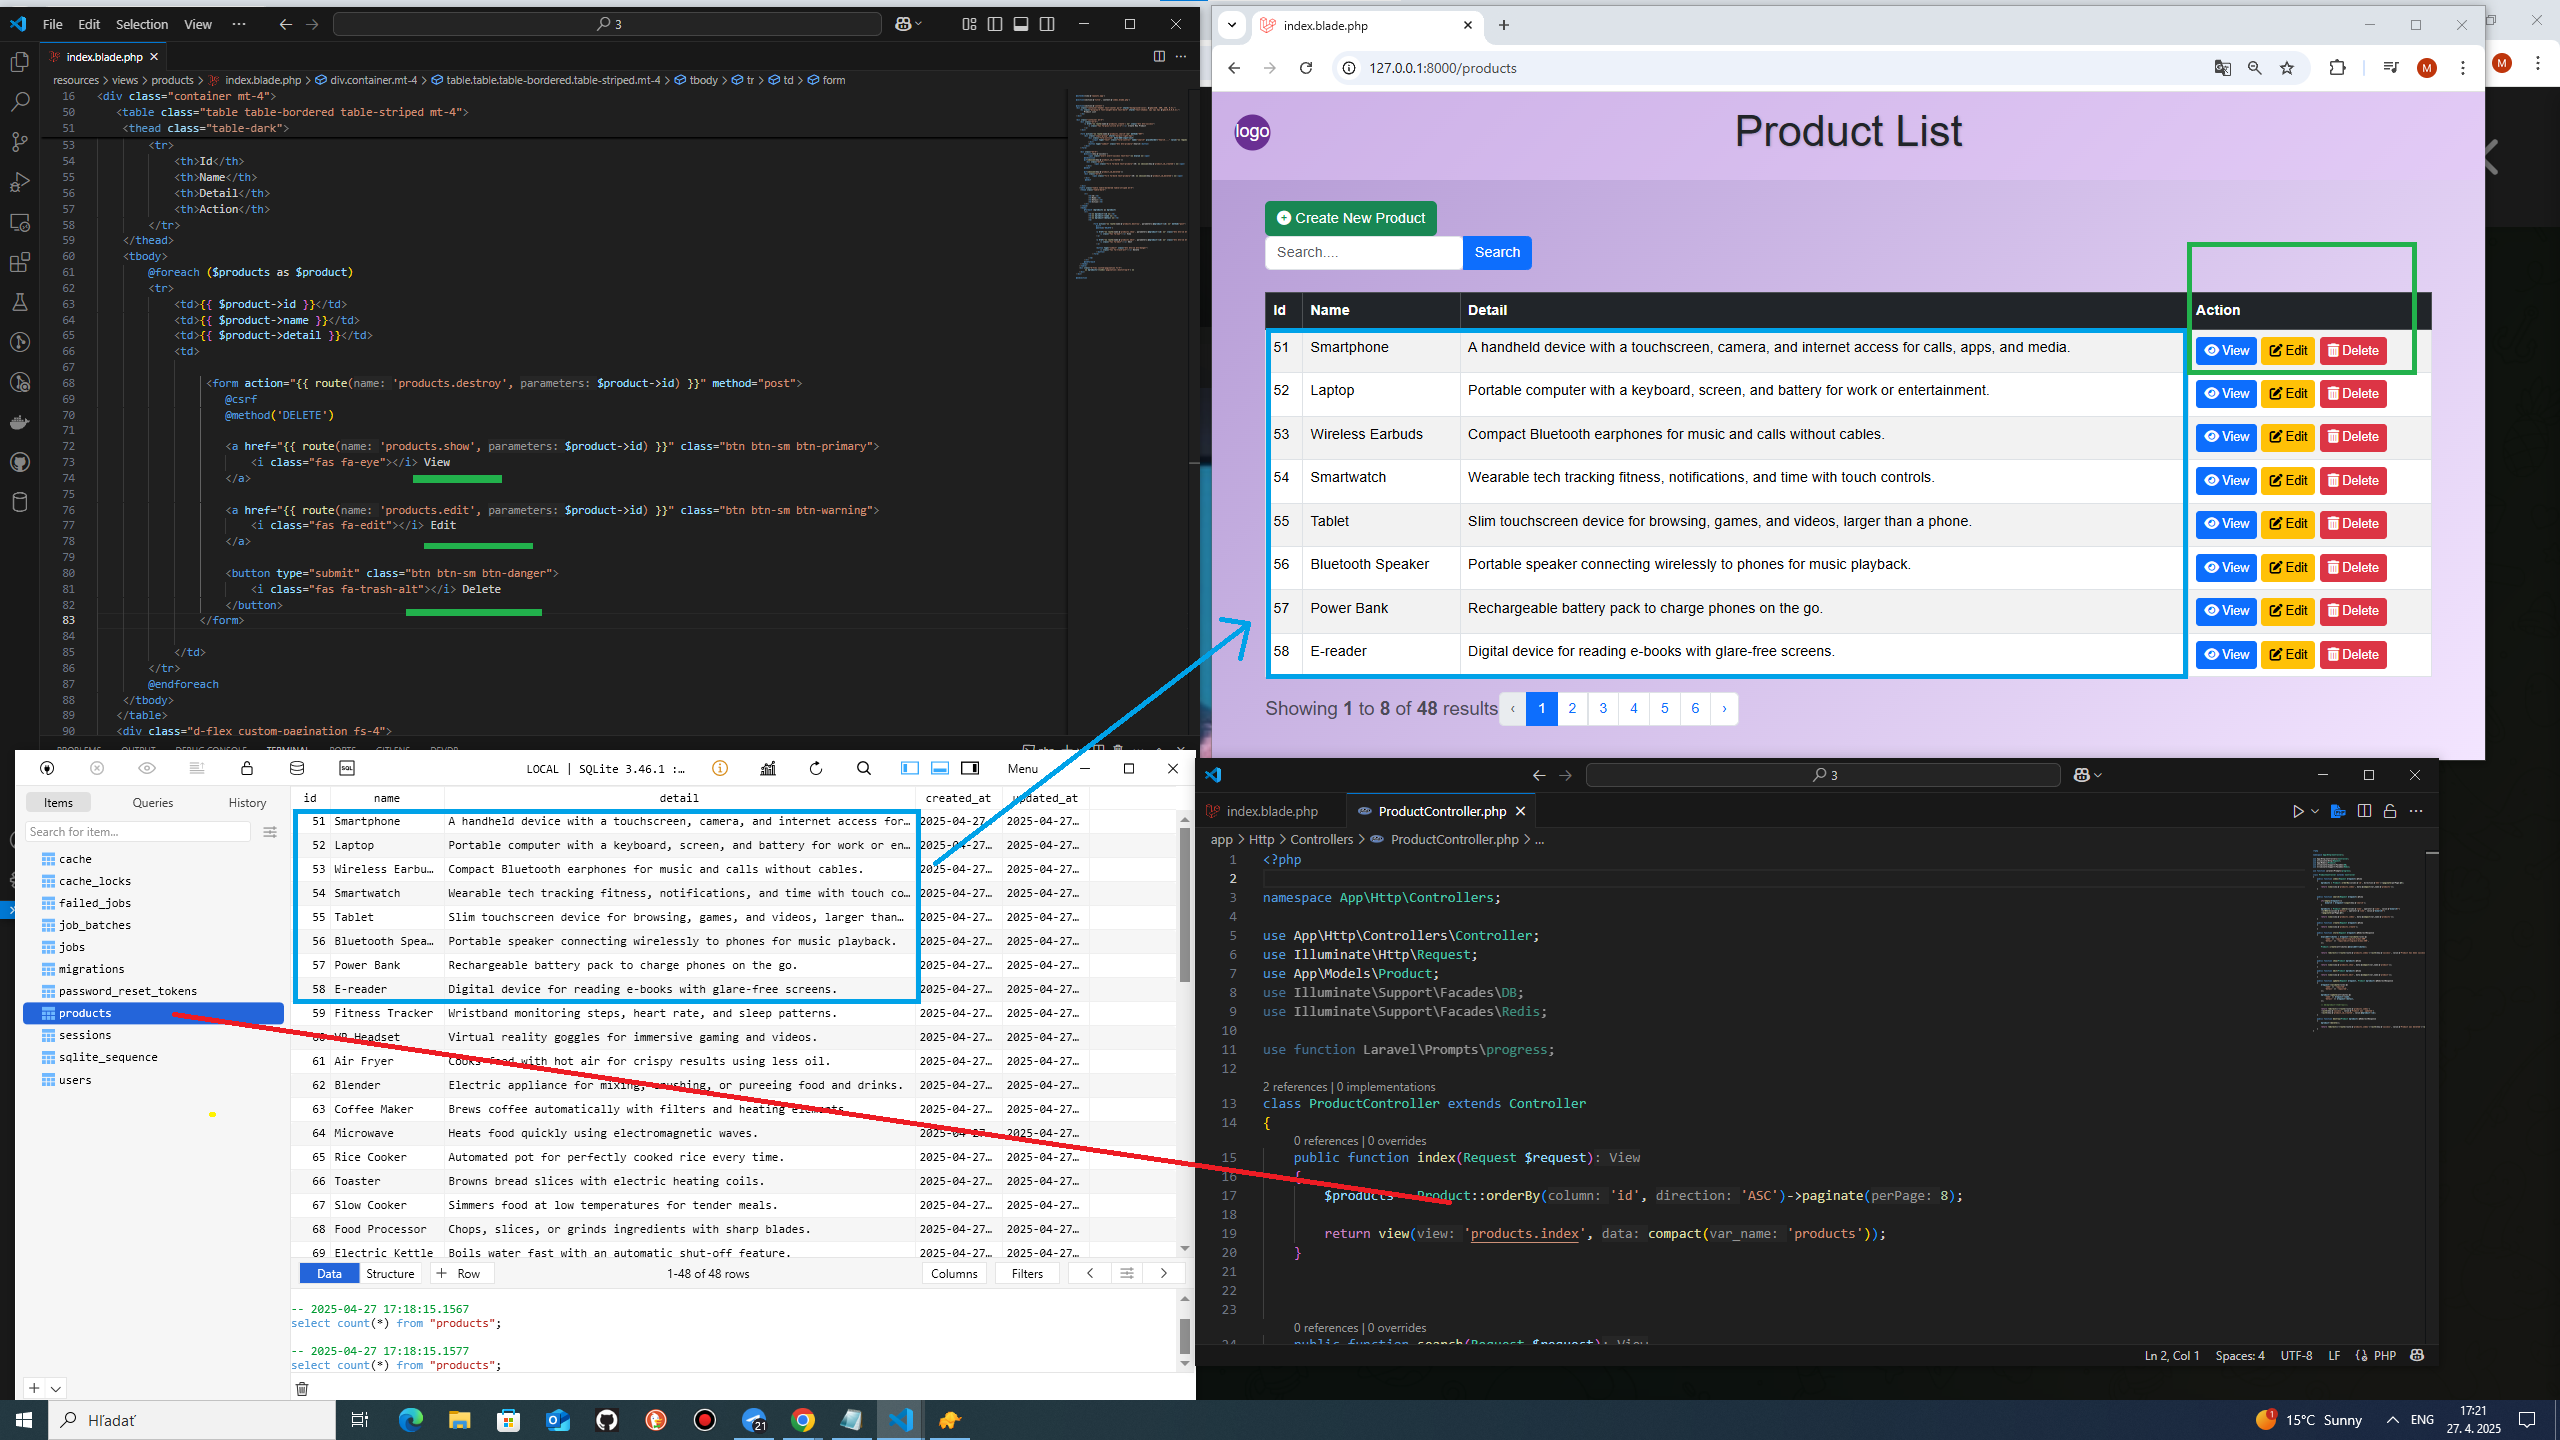 File Edit Selection View ··· 3
index.blade.php
resources > views > products > index.blade.php > div.container.mt-4 > table.table.table-bordered.table-striped.mt-4 > tbody > tr > td > form
16 <div class="container mt-4">
50 <table class="table table-bordered table-striped mt-4">
51 <thead class="table-dark">
53 <tr>
54 <th>Id</th>
55 <th>Name</th>
56 <th>Detail</th>
57 <th>Action</th>
58 </tr>
59 </thead>
60 <tbody>
61 @foreach ($products as $product)
62 <tr>
63 <td>{{ $product->id }}</td>
64 <td>{{ $product->name }}</td>
65 <td>{{ $product->detail }}</td>
66 <td>
67
68 <form action="{{ route(name: 'products.destroy', parameters: $product->id) }}" method="post">
69 @csrf
70 @method('DELETE')
71
72 <a href="{{ route(name: 'products.show', parameters: $product->id) }}" class="btn btn-sm btn-primary">
73 <i class="fas fa-eye"></i> View
74 </a>
75
76 <a href="{{ route(name: 'products.edit', parameters: $product->id) }}" class="btn btn-sm btn-warning">
77 <i class="fas fa-edit"></i> Edit
78 </a>
79
80 <button type="submit" class="btn btn-sm btn-danger">
81 <i class="fas fa-trash-alt"></i> Delete
82 </button>
83 </form>
84
85 </td>
86 </tr>
87 @endforeach
88 </tbody>
89 </table>
90 <div class="d-flex custom-pagination fs-4">
index.blade.php
127.0.0.1:8000/products
M
M
logo
Product List
Create New Product
Search....
Search
Id Name Detail Action
51 Smartphone A handheld device with a touchscreen, camera, and internet access for calls, apps, and media. View Edit Delete
52 Laptop Portable computer with a keyboard, screen, and battery for work or entertainment. View Edit Delete
53 Wireless Earbuds Compact Bluetooth earphones for music and calls without cables. View Edit Delete
54 Smartwatch Wearable tech tracking fitness, notifications, and time with touch controls. View Edit Delete
55 Tablet Slim touchscreen device for browsing, games, and videos, larger than a phone. View Edit Delete
56 Bluetooth Speaker Portable speaker connecting wirelessly to phones for music playback. View Edit Delete
57 Power Bank Rechargeable battery pack to charge phones on the go. View Edit Delete
58 E-reader Digital device for reading e-books with glare-free screens. View Edit Delete
Showing 1 to 8 of 48 results ‹ 1 2 3 4 5 6 ›
SQL LOCAL | SQLite 3.46.1 :… Menu
Items Queries History
Search for item...
cache
cache_locks
failed_jobs
job_batches
jobs
migrations
password_reset_tokens
products
sessions
sqlite_sequence
users
id name detail created_at updated_at
51 Smartphone A handheld device with a touchscreen, camera, and internet access for… 2025-04-27… 2025-04-27…
52 Laptop Portable computer with a keyboard, screen, and battery for work or en… 2025-04-27… 2025-04-27…
53 Wireless Earbu… Compact Bluetooth earphones for music and calls without cables. 2025-04-27… 2025-04-27…
54 Smartwatch Wearable tech tracking fitness, notifications, and time with touch co… 2025-04-27… 2025-04-27…
55 Tablet Slim touchscreen device for browsing, games, and videos, larger than… 2025-04-27… 2025-04-27…
56 Bluetooth Spea… Portable speaker connecting wirelessly to phones for music playback. 2025-04-27… 2025-04-27…
57 Power Bank Rechargeable battery pack to charge phones on the go. 2025-04-27… 2025-04-27…
58 E-reader Digital device for reading e-books with glare-free screens. 2025-04-27… 2025-04-27…
59 Fitness Tracker Wristband monitoring steps, heart rate, and sleep patterns. 2025-04-27… 2025-04-27…
60 VR Headset Virtual reality goggles for immersive gaming and videos. 2025-04-27… 2025-04-27…
61 Air Fryer Cooks food with hot air for crispy results using less oil. 2025-04-27… 2025-04-27…
62 Blender Electric appliance for mixing, crushing, or pureeing food and drinks. 2025-04-27… 2025-04-27…
63 Coffee Maker Brews coffee automatically with filters and heating elements. 2025-04-27… 2025-04-27…
64 Microwave Heats food quickly using electromagnetic waves. 2025-04-27… 2025-04-27…
65 Rice Cooker Automated pot for perfectly cooked rice every time. 2025-04-27… 2025-04-27…
66 Toaster Browns bread slices with electric heating coils. 2025-04-27… 2025-04-27…
67 Slow Cooker Simmers food at low temperatures for tender meals. 2025-04-27… 2025-04-27…
68 Food Processor Chops, slices, or grinds ingredients with sharp blades. 2025-04-27… 2025-04-27…
69 Electric Kettle Boils water fast with an automatic shut-off feature. 2025-04-27… 2025-04-27…
Data Structure + Row 1-48 of 48 rows Columns Filters
-- 2025-04-27 17:18:15.1567
select count(*) from "products";
-- 2025-04-27 17:18:15.1577
select count(*) from "products";
3
index.blade.php ProductController.php
app > Http > Controllers > ProductController.php > ...
1 <?php
2
3 namespace App\Http\Controllers;
4
5 use App\Http\Controllers\Controller;
6 use Illuminate\Http\Request;
7 use App\Models\Product;
8 use Illuminate\Support\Facades\DB;
9 use Illuminate\Support\Facades\Redis;
10
11 use function Laravel\Prompts\progress;
12
2 references | 0 implementations
13 class ProductController extends Controller
14 {
0 references | 0 overrides
15 public function index(Request $request): View
16 {
17 $products = Product::orderBy(column: 'id', direction: 'ASC')->paginate(perPage: 8);
18
19 return view(view: 'products.index', data: compact(var_name: 'products'));
20 }
21
22
23
0 references | 0 overrides
24 public function search(Request $request): View
Ln 2, Col 1 Spaces: 4 UTF-8 LF PHP
Hľadať 21 1 15°C Sunny ENG 17:21
27. 4. 2025